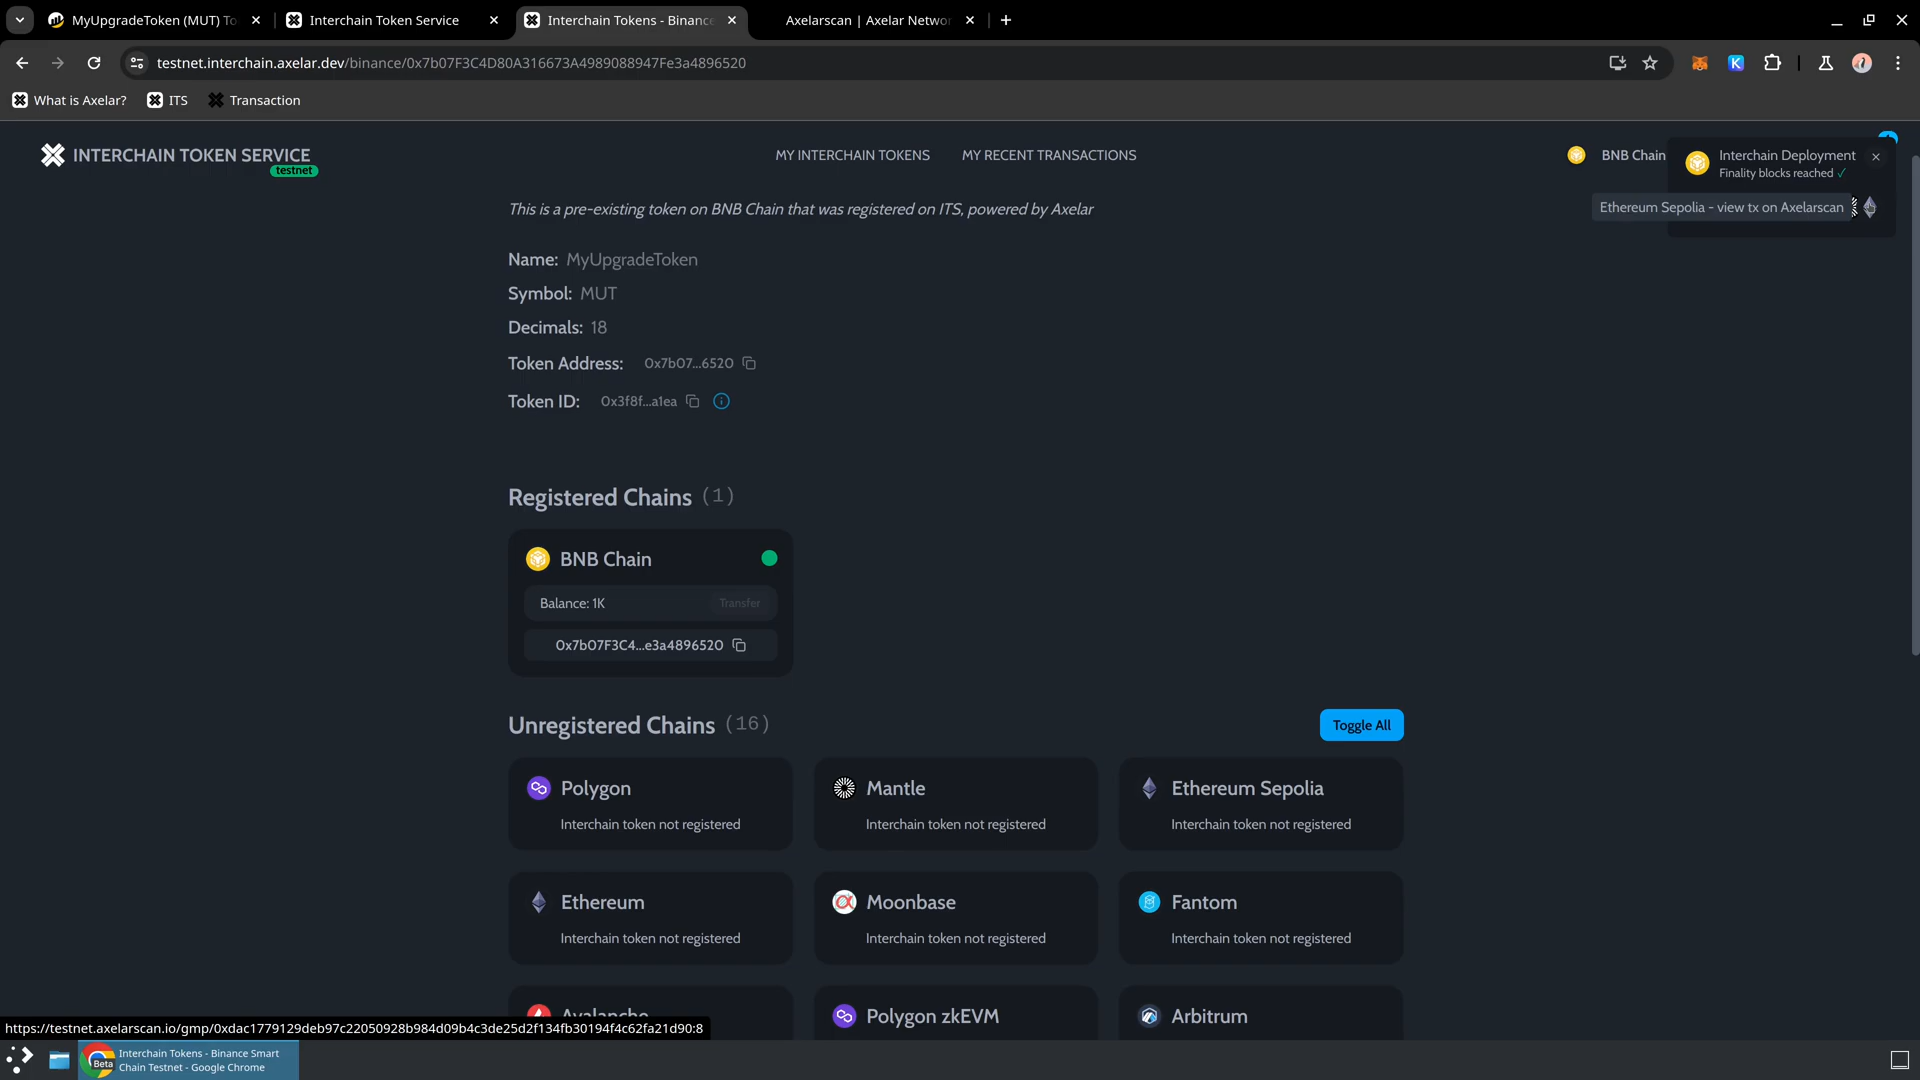 MyUpgradeToken (MUT) To
Interchain Token Service
Interchain Tokens - Binance
Axelarscan | Axelar Networ
testnet.interchain.axelar.dev/binance/0x7b07F3C4D80A316673A4989088947Fe3a4896520
What is Axelar?
ITS
Transaction
INTERCHAIN TOKEN SERVICE
testnet
MY INTERCHAIN TOKENS
MY RECENT TRANSACTIONS
BNB Chain
Interchain Deployment
Finality blocks reached ✓
Ethereum Sepolia - view tx on Axelarscan
This is a pre-existing token on BNB Chain that was registered on ITS, powered by Axelar
Name: MyUpgradeToken
Symbol: MUT
Decimals: 18
Token Address: 0x7b07...6520
Token ID: 0x3f8f...a1ea
Registered Chains (1)
BNB Chain
Balance: 1K
Transfer
0x7b07F3C4...e3a4896520
Unregistered Chains (16)
Toggle All
Polygon
Interchain token not registered
Mantle
Interchain token not registered
Ethereum Sepolia
Interchain token not registered
Ethereum
Interchain token not registered
Moonbase
Interchain token not registered
Fantom
Interchain token not registered
Avalanche
Polygon zkEVM
Arbitrum
https://testnet.axelarscan.io/gmp/0xdac1779129deb97c22050928b984d09b4c3de25d2f134fb30194f4c62fa21d90:8
Beta
Interchain Tokens - Binance Smart
Chain Testnet - Google Chrome